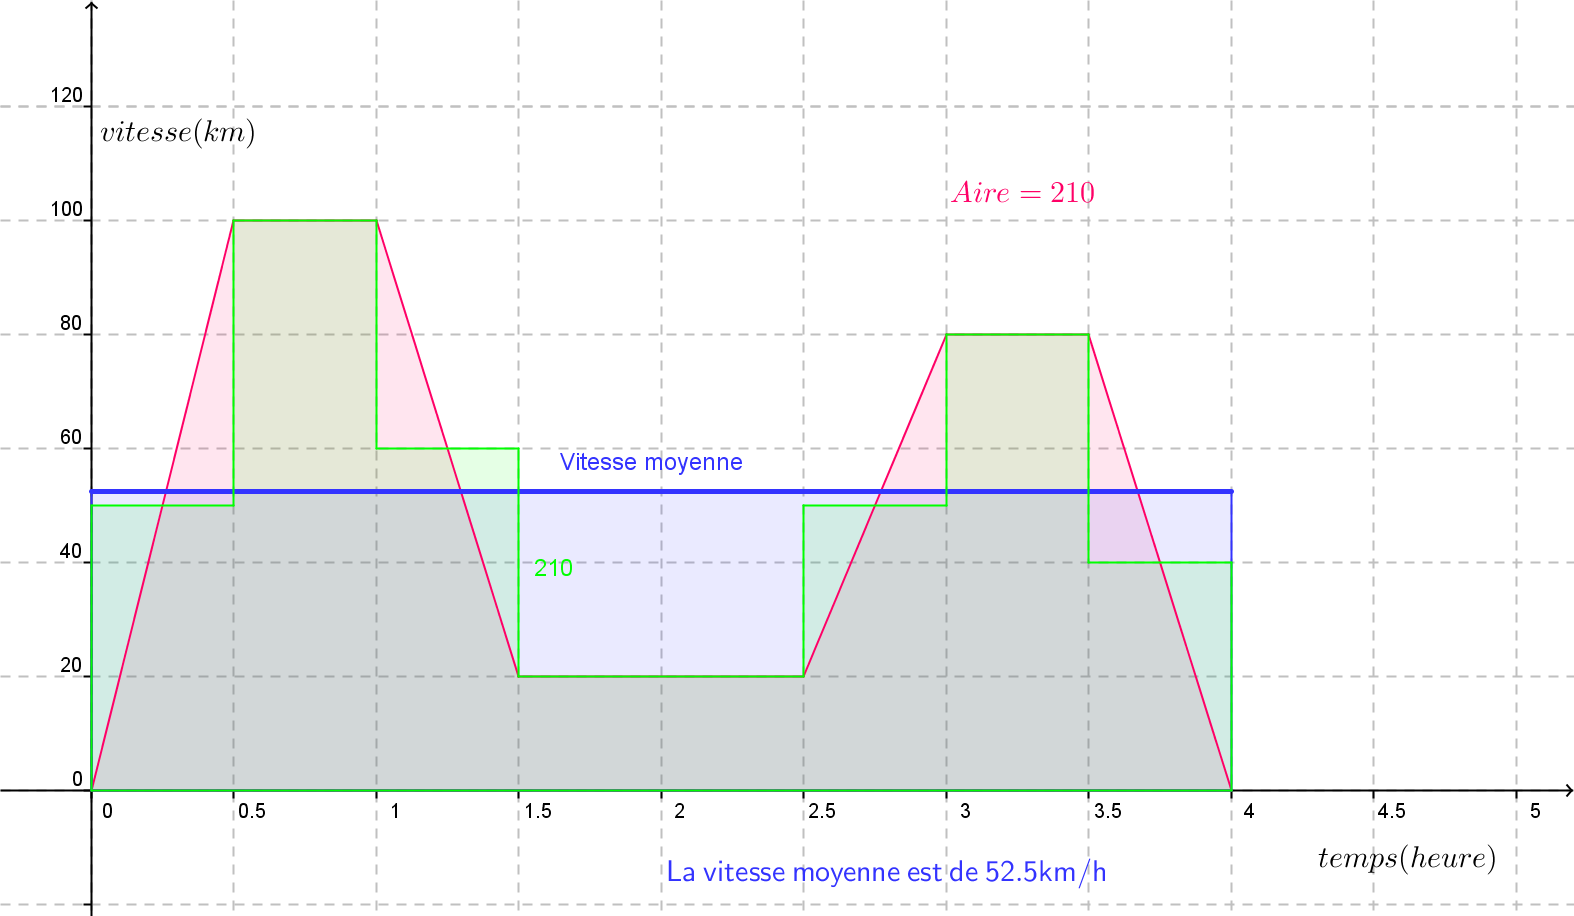 120
vitesse(km)
Aire = 210
100
80
60
Vitesse moyenne
40
210
20
0
0 0.5 1 1.5 2 2.5 3 3.5 4 4.5 5
temps(heure)
La vitesse moyenne est de 52.5km/h